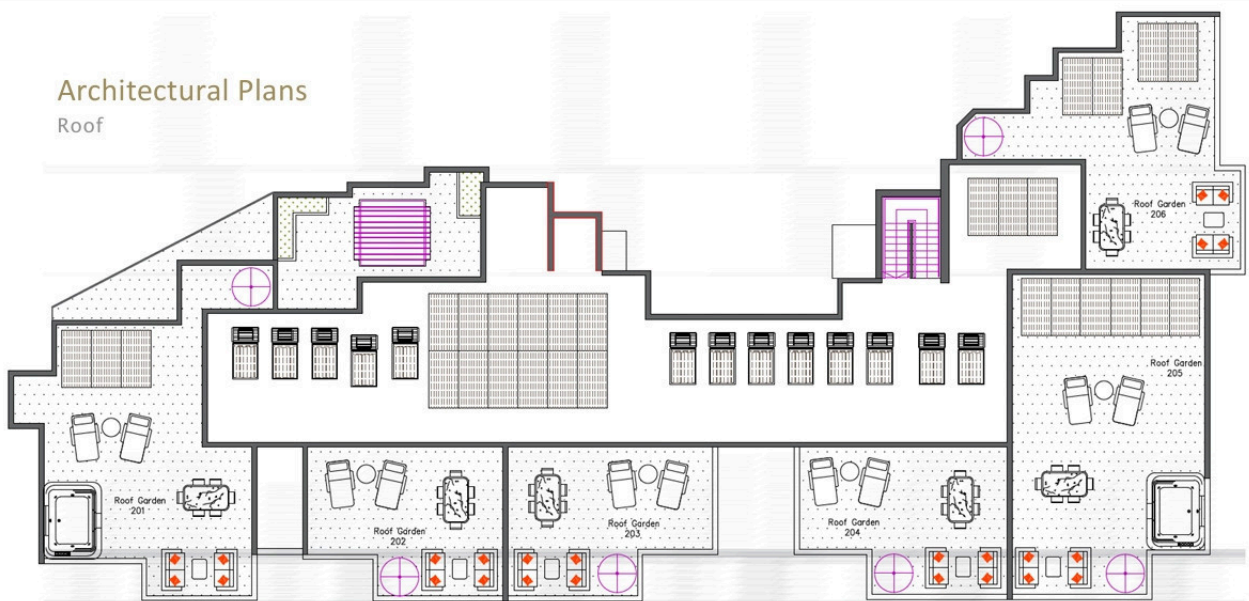 Architectural Plans
Roof
Roof Garden
206
Roof Garden
205
Roof Garden
201
Roof Garden
202
Roof Garden
203
Roof Garden
204